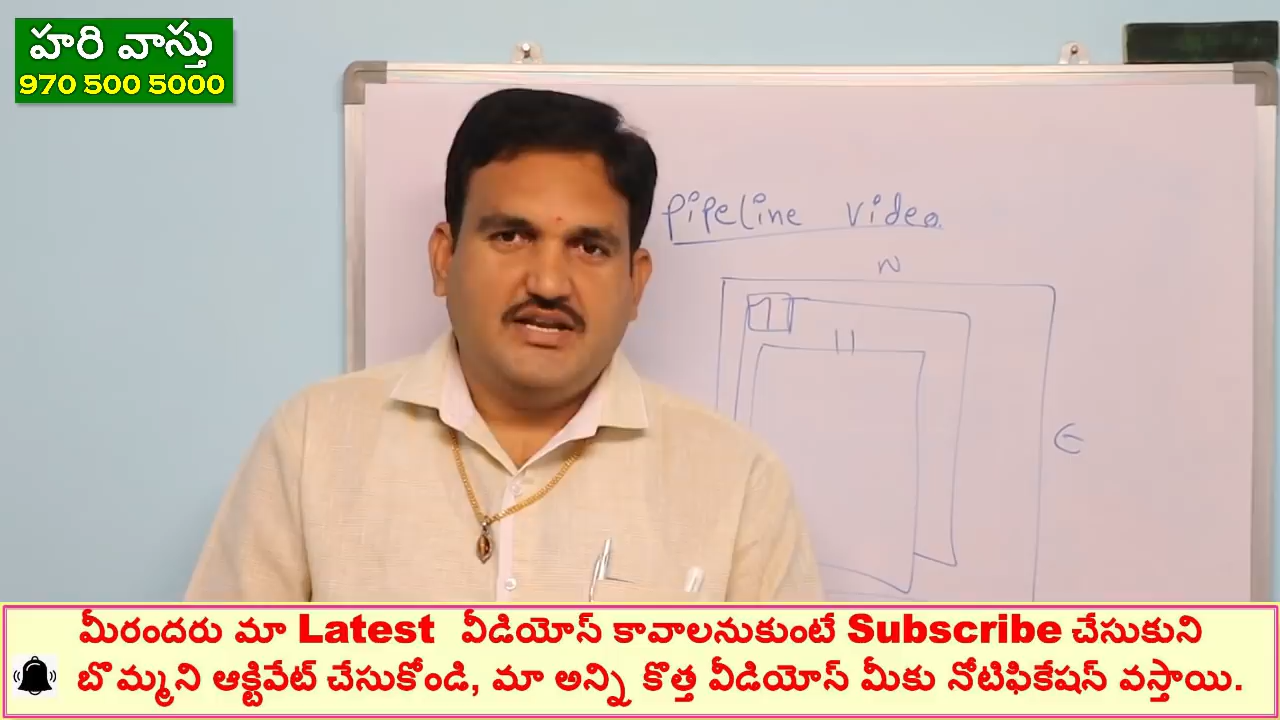 హరి వాస్తు
970 500 5000
pipeline video
N
E
మీరందరు మా Latest వీడియోస్ కావాలనుకుంటే Subscribe చేసుకుని
బొమ్మని ఆక్టివేట్ చేసుకోండి, మా అన్ని కొత్త వీడియోస్ మీకు నోటిఫికేషన్ వస్తాయి.